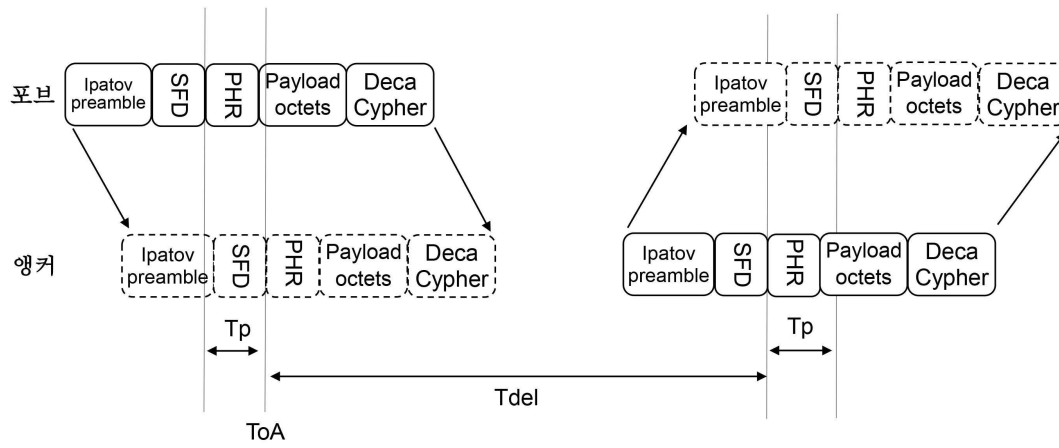 포브
Ipatov
preamble
SFD
PHR
Payload
octets
Deca
Cypher
Ipatov
preamble
SFD
PHR
Payload
octets
Deca
Cypher
앵커
Ipatov
preamble
SFD
PHR
Payload
octets
Deca
Cypher
Ipatov
preamble
SFD
PHR
Payload
octets
Deca
Cypher
Tp
Tp
Tdel
ToA